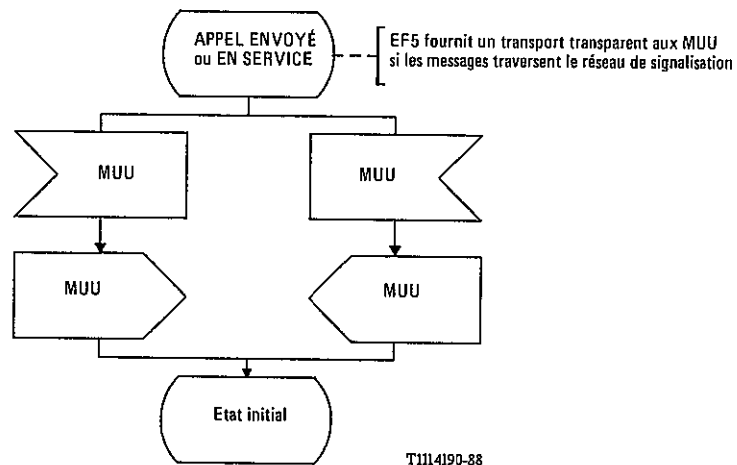 APPEL ENVOYÉ
ou EN SERVICE
EF5 fournit un transport transparent aux MUU
si les messages traversent le réseau de signalisation
MUU
MUU
MUU
MUU
Etat initial
T1114190-88